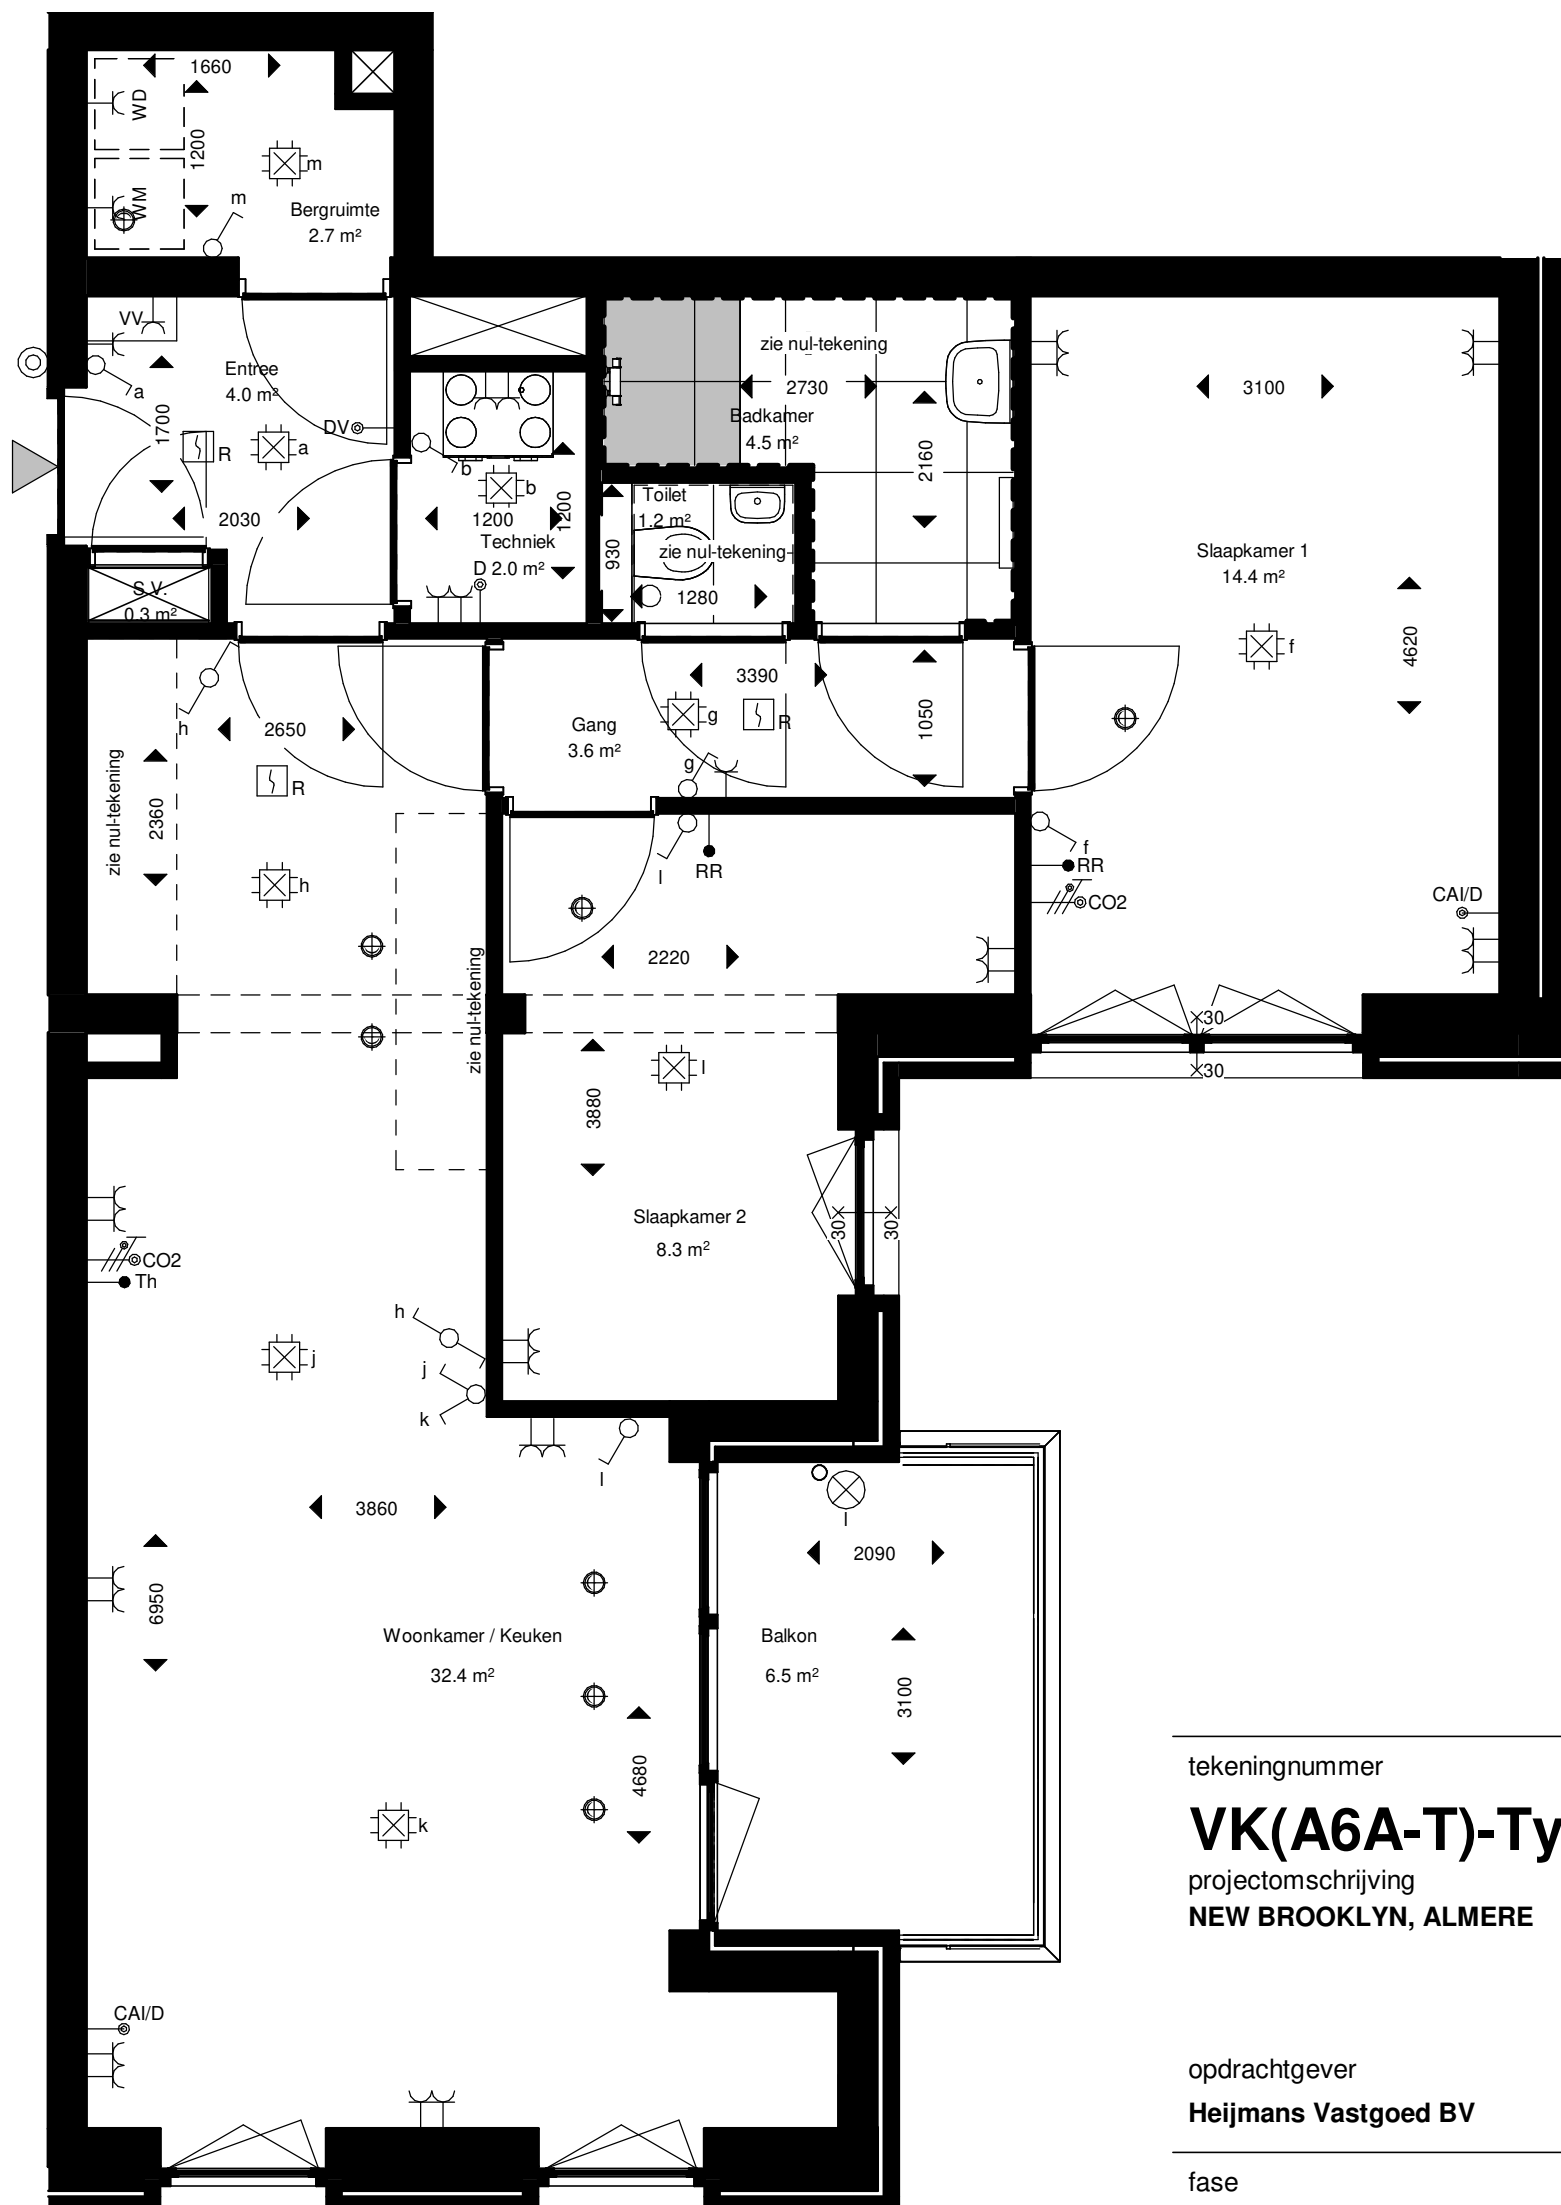 1660
WD
1200
WM
m
m
Bergruimte
2.7 m²
VV
a
Entree
4.0 m²
1700
R
a
DV
2030
S.V.
0.3 m²
b
b
1200
1200
Techniek
D 2.0 m²
zie nul-tekening
2730
Badkamer
4.5 m²
2160
Toilet
1.2 m²
930
zie nul-tekening
1280
3100
Slaapkamer 1
14.4 m²
4620
f
f
RR
CO2
CAI/D
30
30
h
2650
R
zie nul-tekening
2360
h
zie nul-tekening
Gang
3.6 m²
3390
g
R
1050
g
l
RR
2220
3880
l
Slaapkamer 2
8.3 m²
30
30
CO2
Th
j
h
j
k
l
3860
6950
Woonkamer / Keuken
32.4 m²
4680
k
l
2090
Balkon
6.5 m²
3100
CAI/D
tekeningnummer
VK(A6A-T)-Ty
projectomschrijving
NEW BROOKLYN, ALMERE
opdrachtgever
Heijmans Vastgoed BV
fase